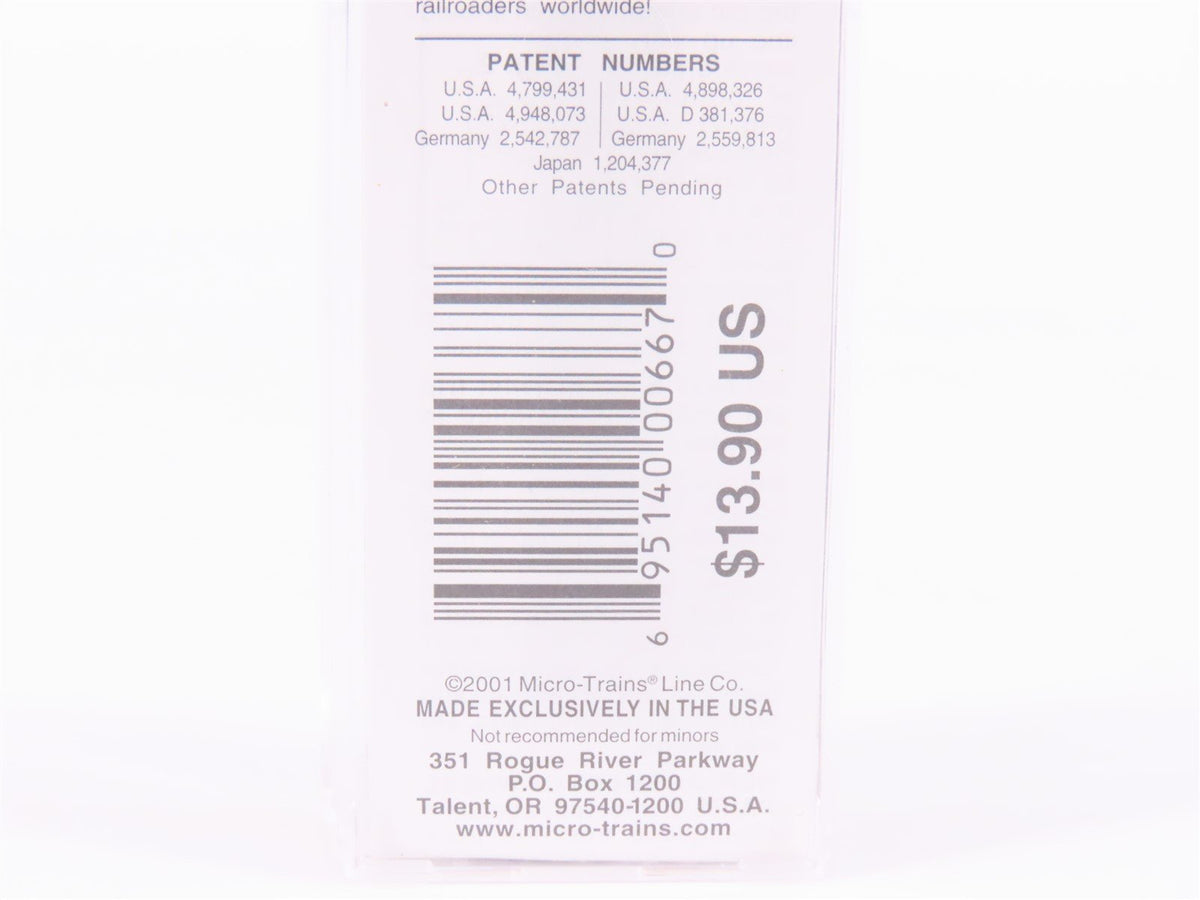 railroaders worldwide!
PATENT NUMBERS
U.S.A. 4,799,431 | U.S.A. 4,898,326
U.S.A. 4,948,073 | U.S.A. D 381,376
Germany 2,542,787 | Germany 2,559,813
Japan 1,204,377
Other Patents Pending
6 95140 00667 0
$13.90 US
©2001 Micro-Trains® Line Co.
MADE EXCLUSIVELY IN THE USA
Not recommended for minors
351 Rogue River Parkway
P.O. Box 1200
Talent, OR 97540-1200 U.S.A.
www.micro-trains.com